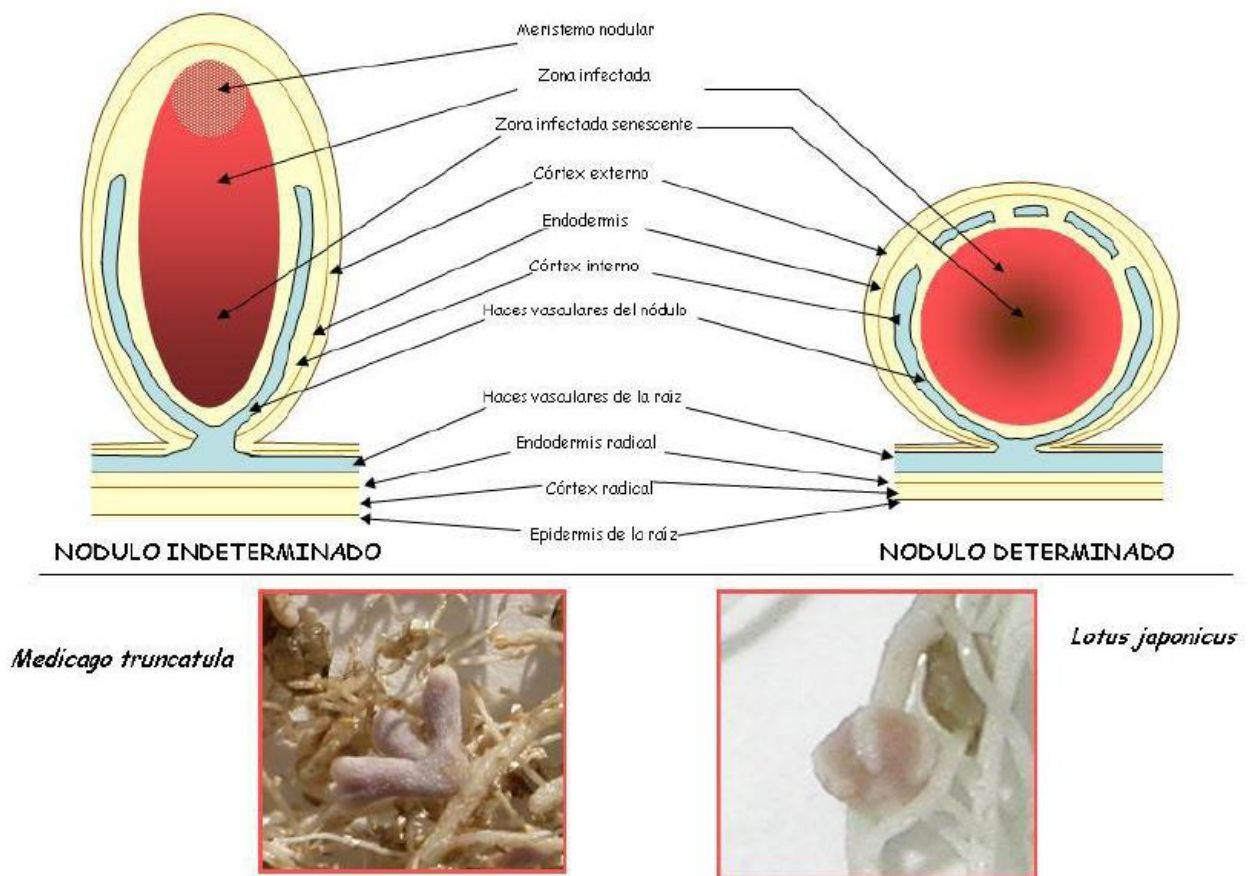 Meristemo nodular
Zona infectada
Zora infectada senescente
Córtex externo
Endodermis
Córtex interno
Haces vasculares del nódulo
Haces vasculares de la raiz
Endodermis radical
Córtex radical
Epidermis de la raíz
NODULO INDETERMINADO
NODULO DETERMINADO
Medicago truncatula
Lotus japonicus